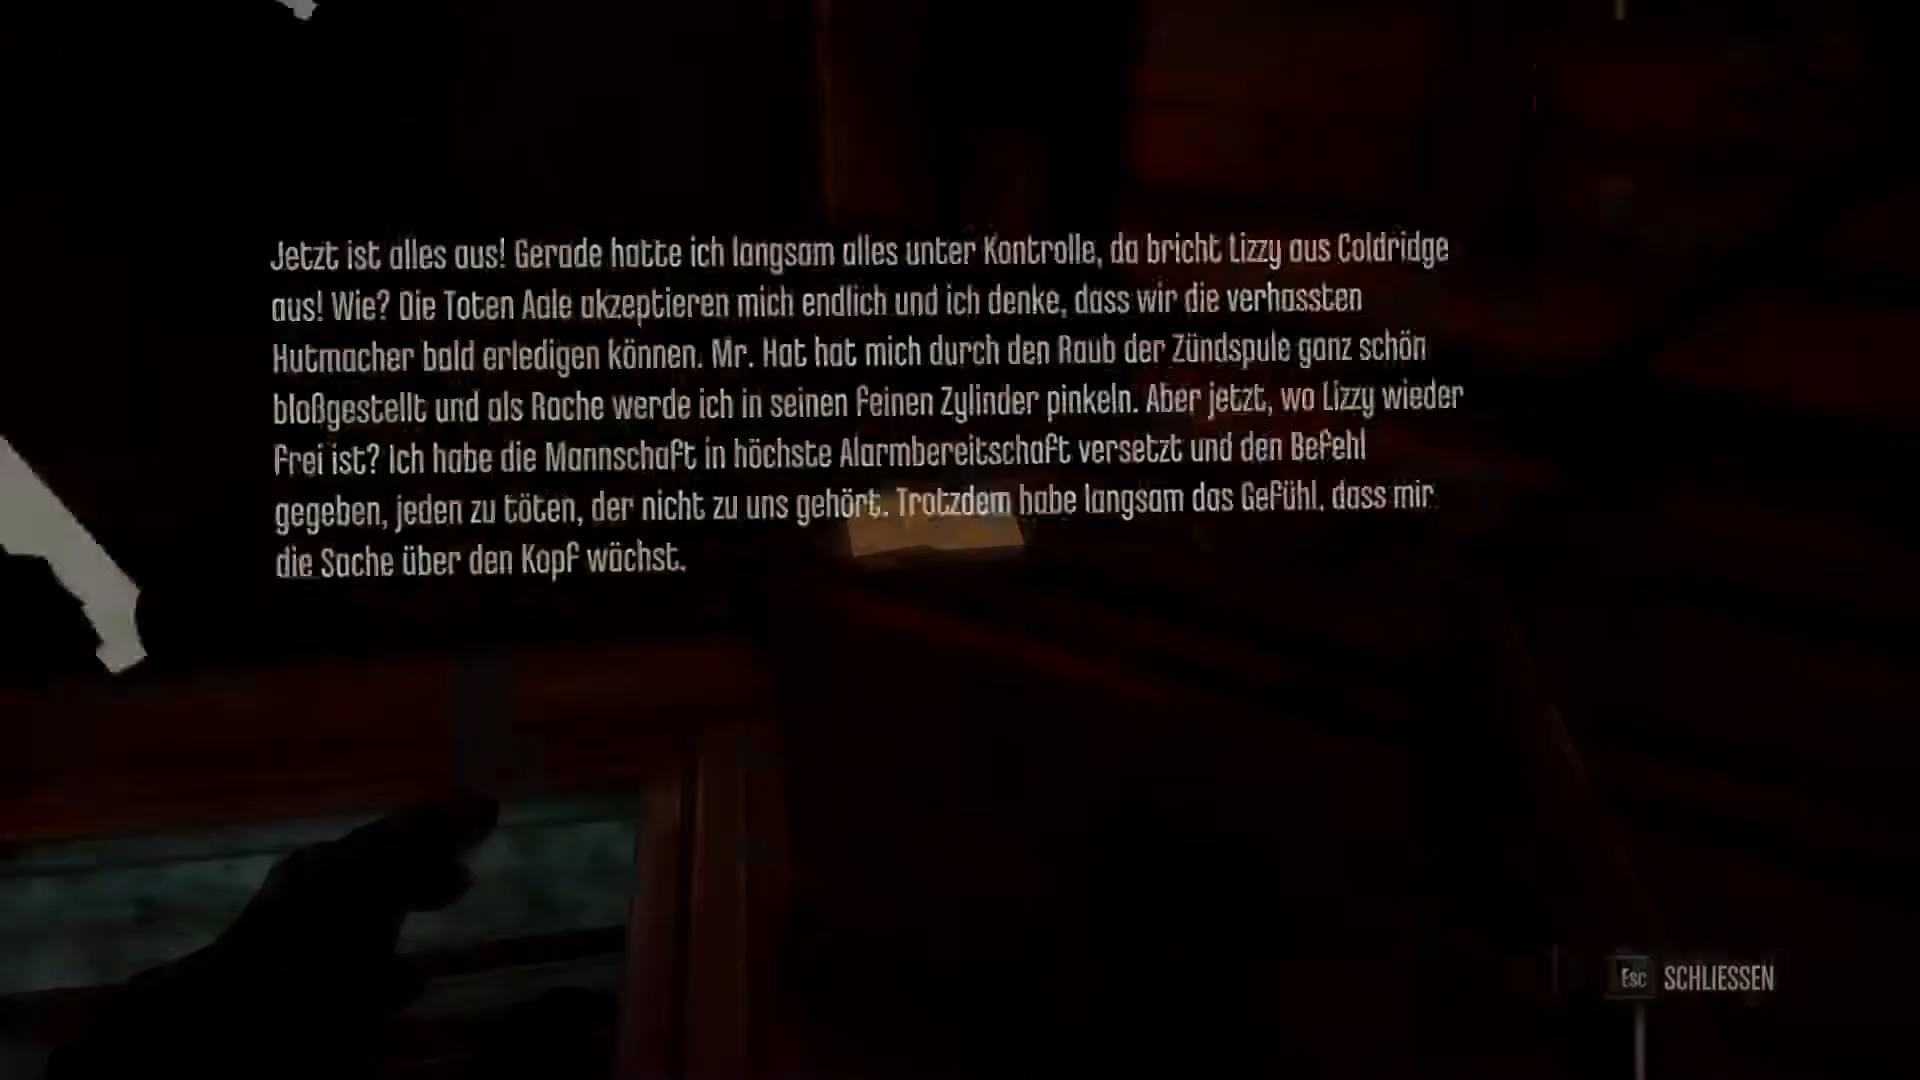 Jetzt ist alles aus! Gerade hatte ich langsam alles unter Kontrolle, da bricht Lizzy aus Coldridge
aus! Wie? Die Toten Aale akzeptieren mich endlich und ich denke, dass wir die verhassten
Hutmacher bald erledigen können. Mr. Hat hat mich durch den Raub der Zündspule ganz schön
bloßgestellt und als Rache werde ich in seinen feinen Zylinder pinkeln. Aber jetzt, wo Lizzy wieder
frei ist? Ich habe die Mannschaft in höchste Alarmbereitschaft versetzt und den Befehl
gegeben, jeden zu töten, der nicht zu uns gehört. Trotzdem habe langsam das Gefühl, dass mir
die Sache über den Kopf wächst.
Esc SCHLIESSEN